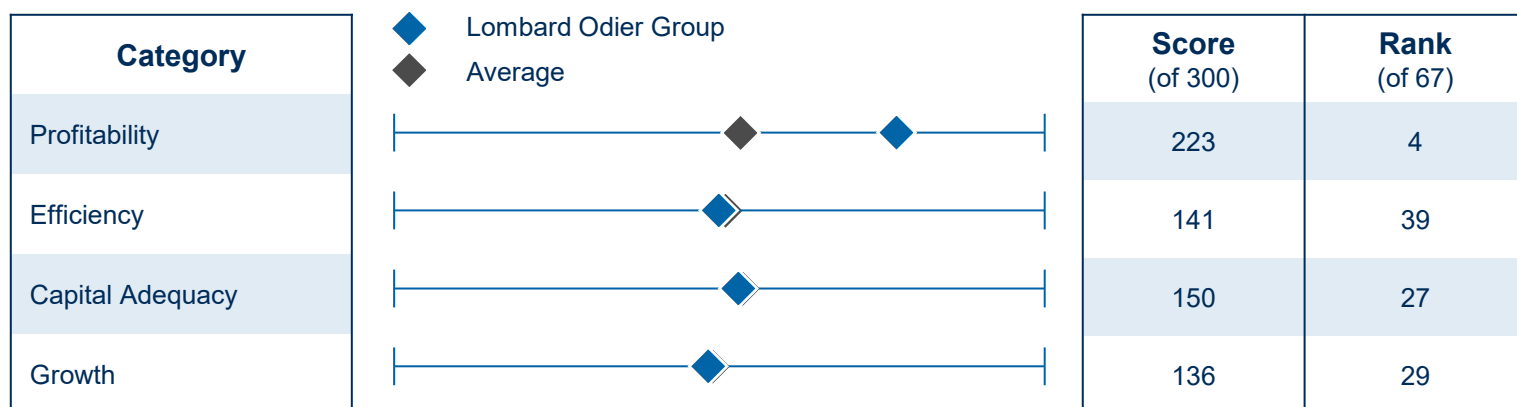 Category
Lombard Odier Group
Average
Score
(of 300)
Rank
(of 67)
Profitability
223
4
Efficiency
141
39
Capital Adequacy
150
27
Growth
136
29